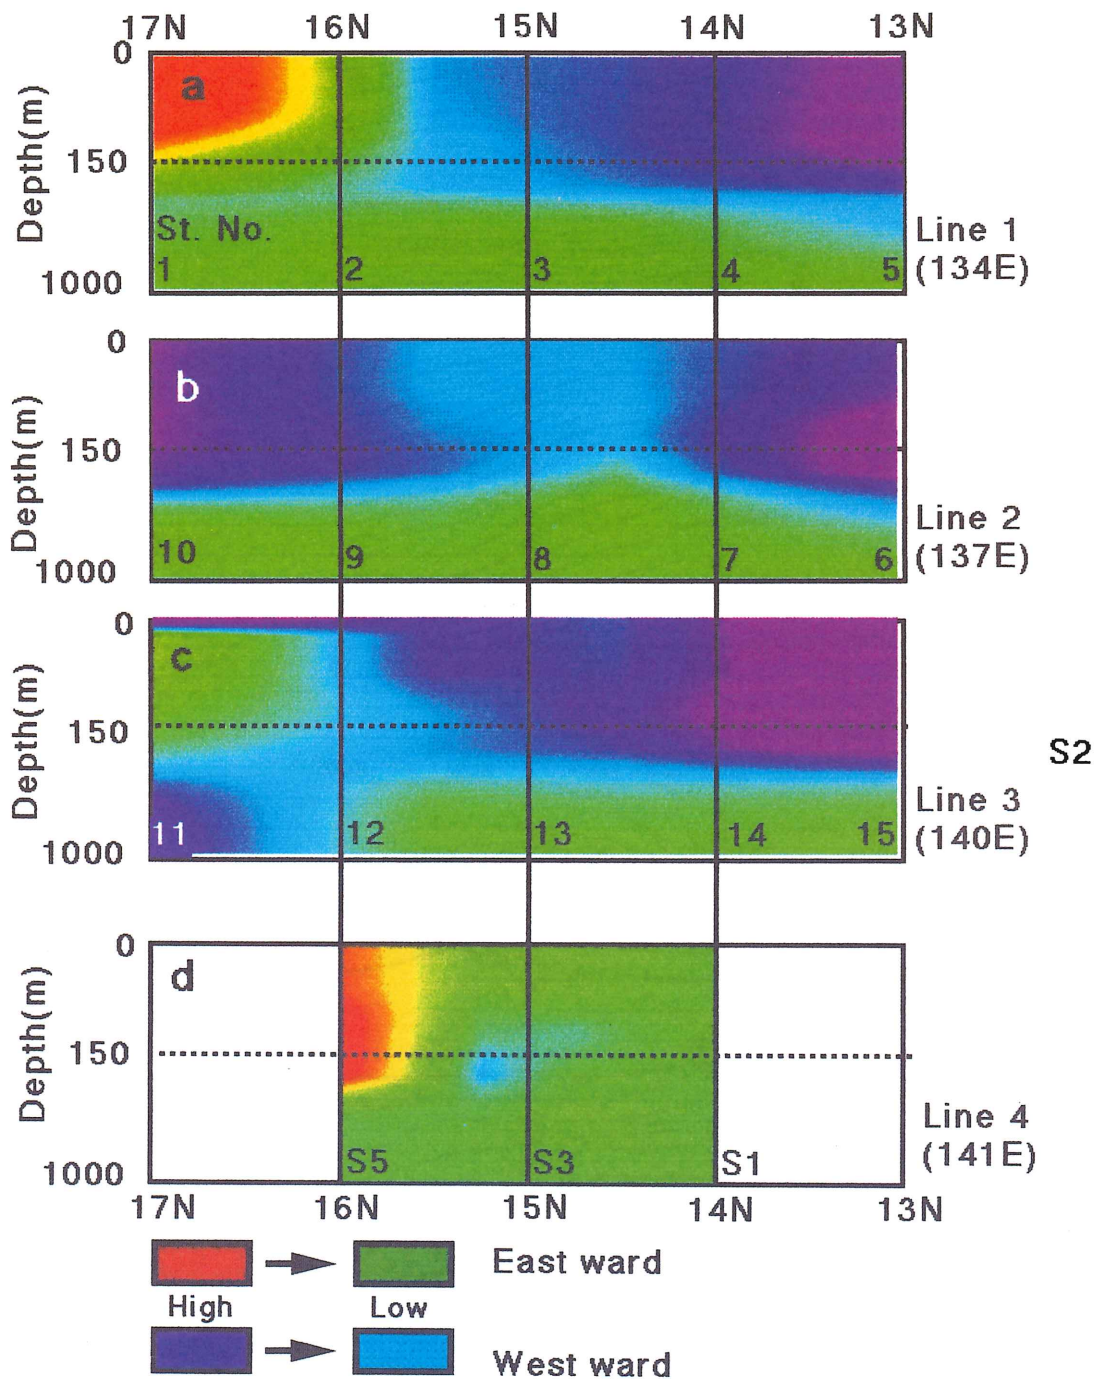 17N 16N 15N 14N 13N
0
a
Depth(m)
150
St. No.
1 2 3 4 5
1000
Line 1
(134E)
0
b
Depth(m)
150
10 9 8 7 6
1000
Line 2
(137E)
0
c
Depth(m)
150
S2
11 12 13 14 15
1000
Line 3
(140E)
0
d
Depth(m)
150
S5 S3 S1
1000
Line 4
(141E)
17N 16N 15N 14N 13N
East ward
High Low
West ward